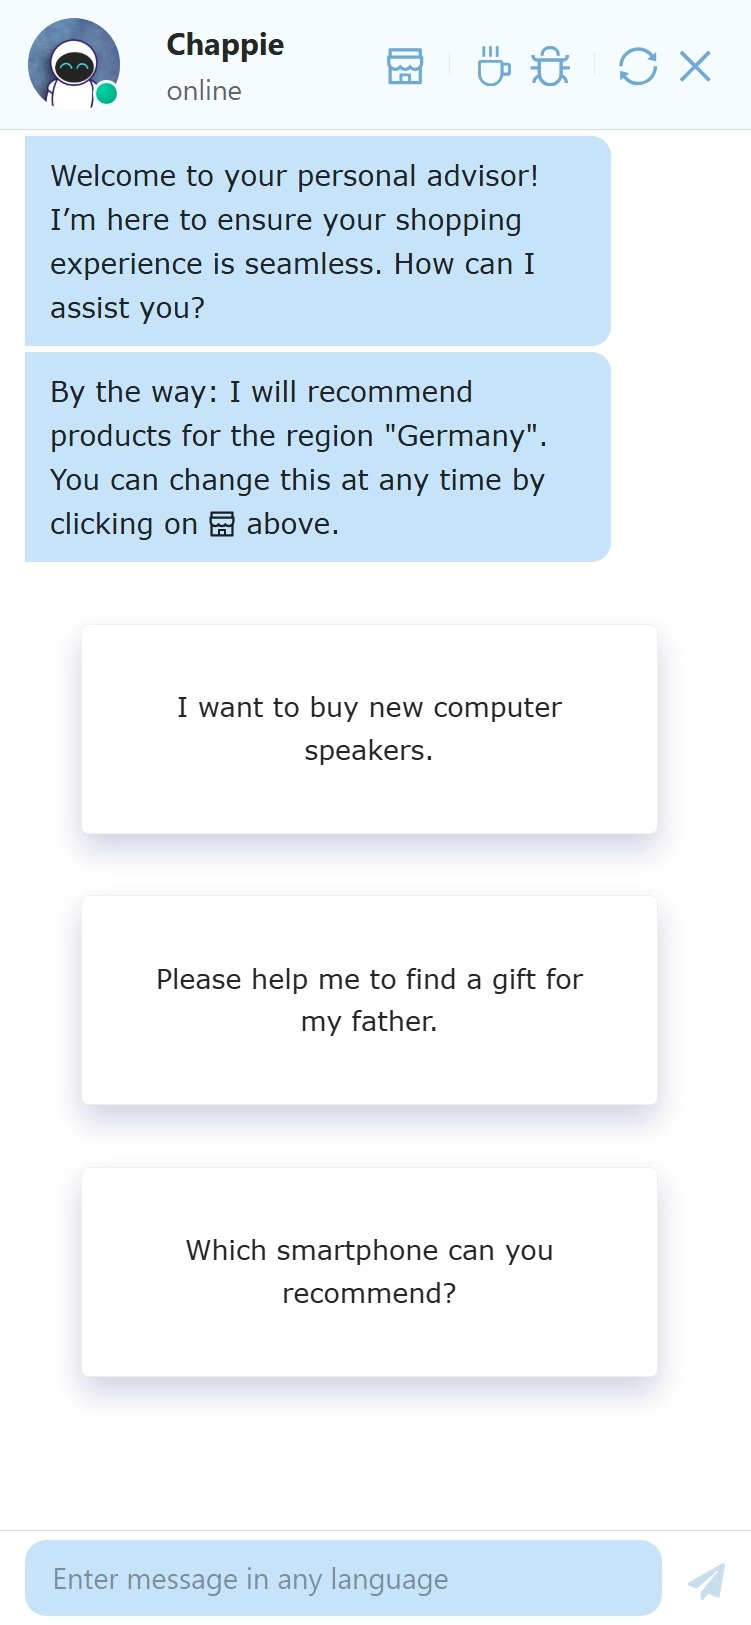 Chappie
online
Welcome to your personal advisor!
I’m here to ensure your shopping
experience is seamless. How can I
assist you?
By the way: I will recommend
products for the region "Germany".
You can change this at any time by
clicking on above.
I want to buy new computer
speakers.
Please help me to find a gift for
my father.
Which smartphone can you
recommend?
Enter message in any language